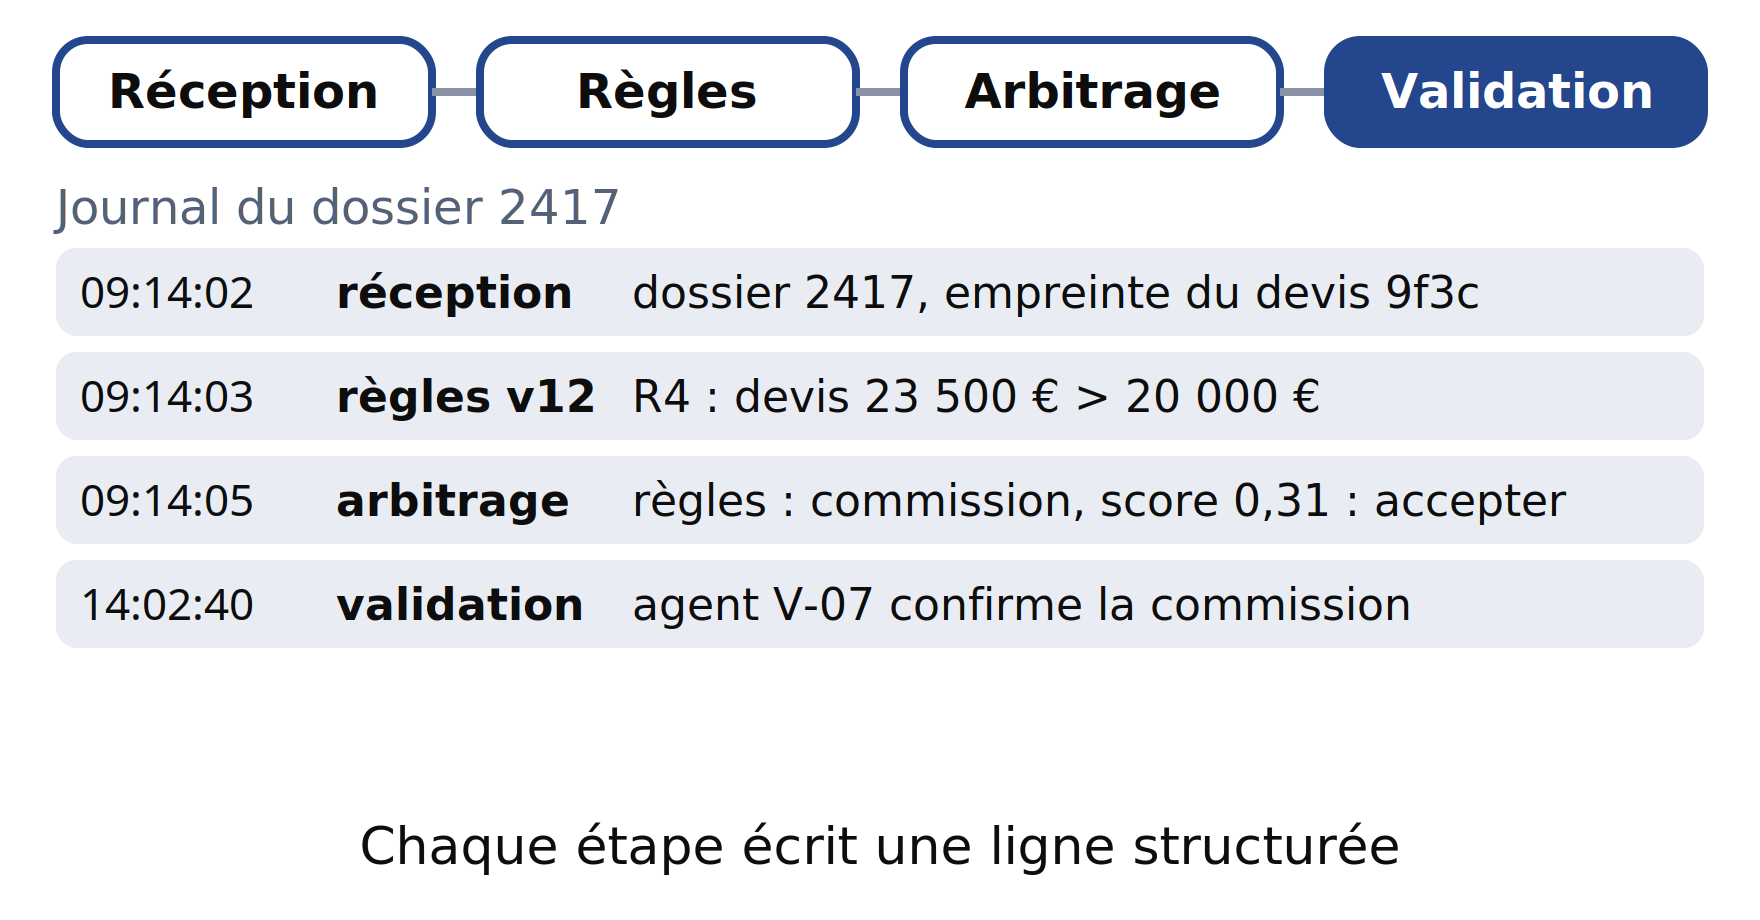 Réception Règles Arbitrage Validation
Journal du dossier 2417
09:14:02 réception dossier 2417, empreinte du devis 9f3c
09:14:03 règles v12 R4 : devis 23 500 € > 20 000 €
09:14:05 arbitrage règles : commission, score 0,31 : accepter
14:02:40 validation agent V-07 confirme la commission
Chaque étape écrit une ligne structurée